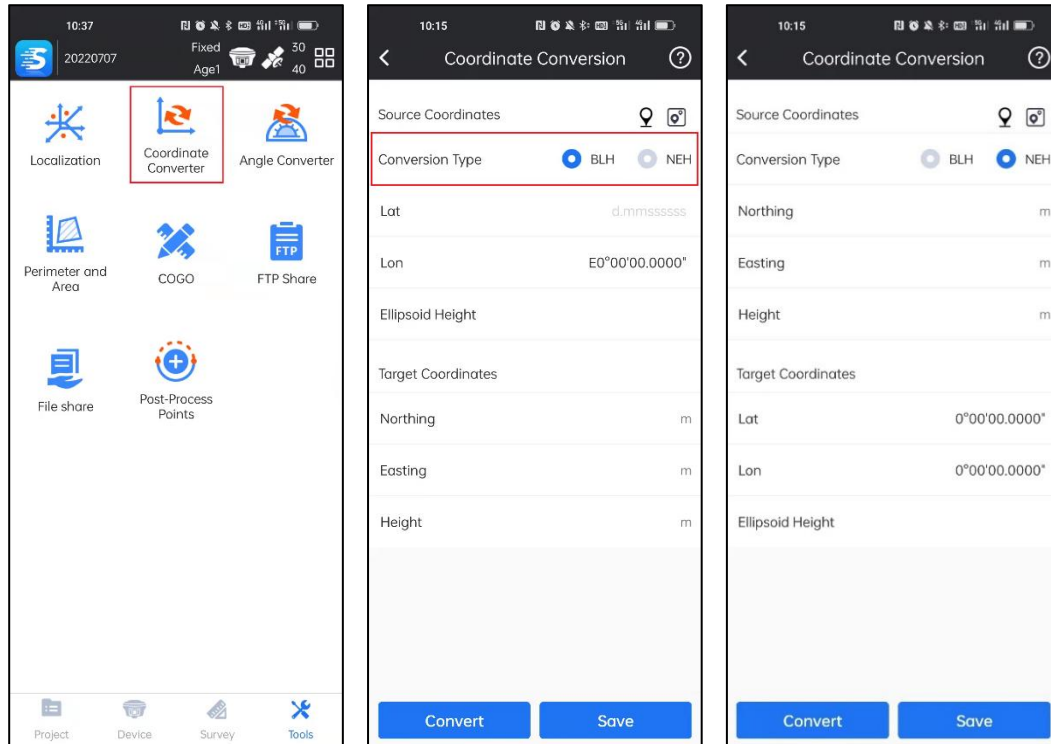 10:37
20220707
Fixed
Age1
30
40
Localization
Coordinate
Converter
Angle Converter
Perimeter and
Area
COGO
FTP
FTP Share
File share
Post-Process
Points
Project
Device
Survey
Tools
10:15
Coordinate Conversion
Source Coordinates
Conversion Type
BLH
NEH
Lat
d.mmssssss
Lon
E0°00'00.0000"
Ellipsoid Height
Target Coordinates
Northing
m
Easting
m
Height
m
Convert
Save
10:15
Coordinate Conversion
Source Coordinates
Conversion Type
BLH
NEH
Northing
m
Easting
m
Height
m
Target Coordinates
Lat
0°00'00.0000"
Lon
0°00'00.0000"
Ellipsoid Height
Convert
Save